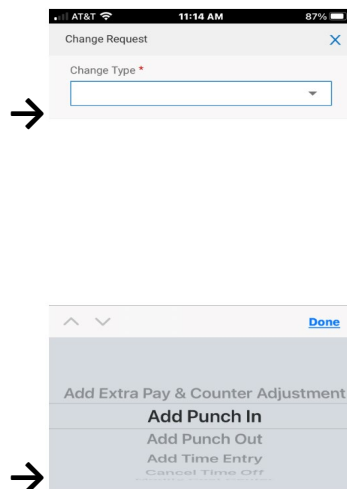 AT&T 11:14 AM 87%
Change Request
Change Type *
Done
Add Extra Pay & Counter Adjustment
Add Punch In
Add Punch Out
Add Time Entry
Cancel Time Off